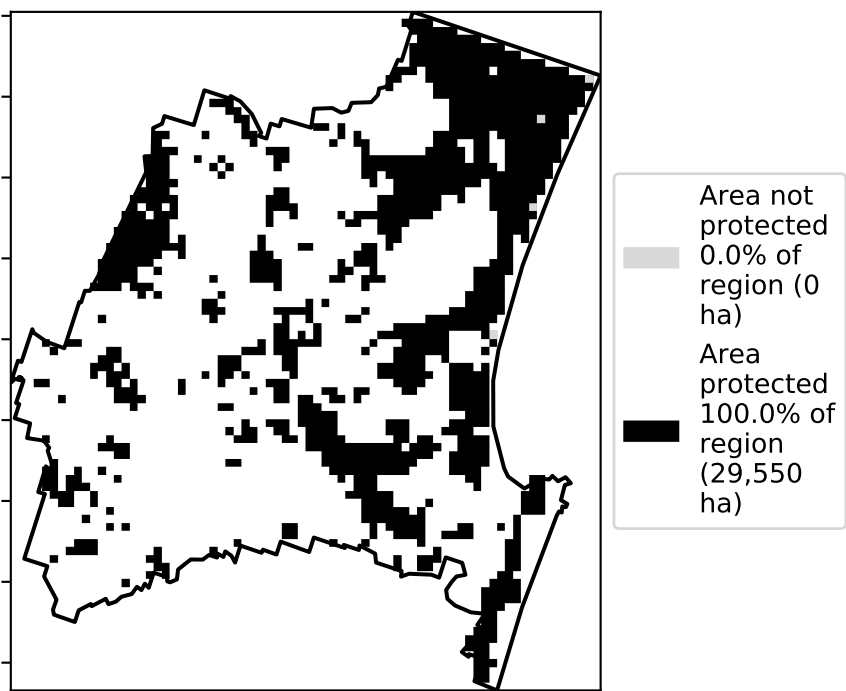 Area not
protected
0.0% of
region (0
ha)
Area
protected
100.0% of
region
(29,550
ha)